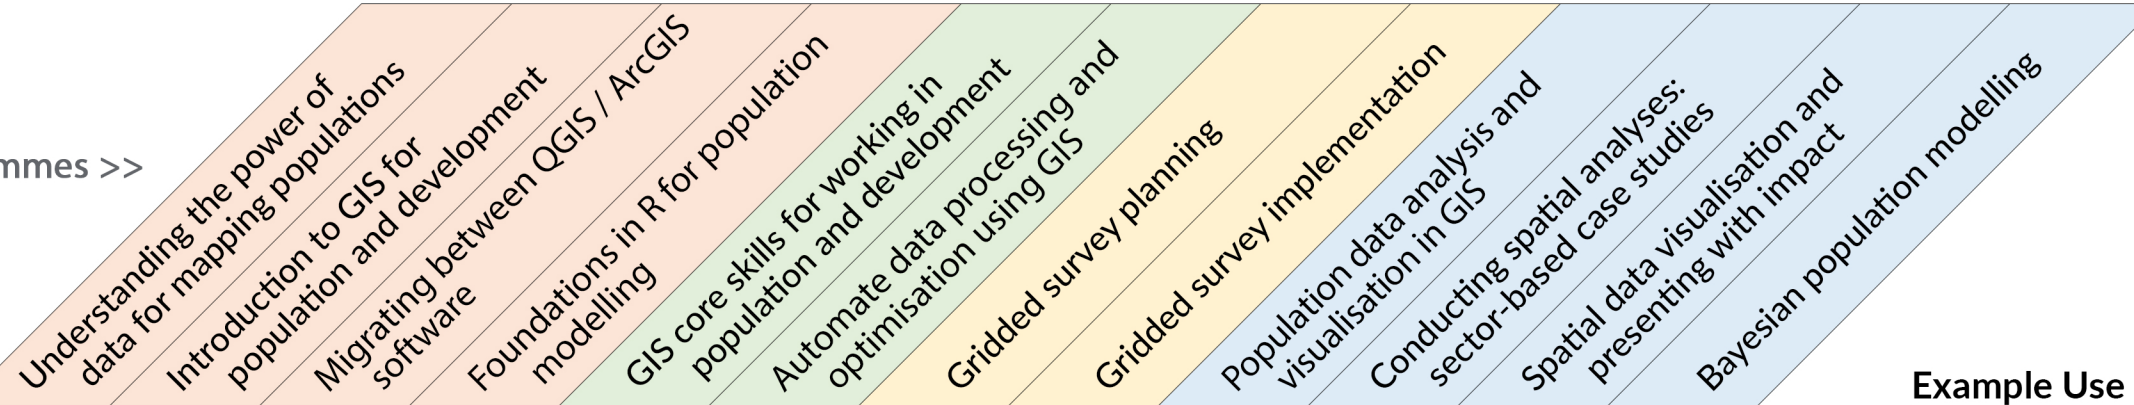 mmes >>
Understanding the power of
data for mapping populations
Introduction to GIS for
population and development
Migrating between QGIS / ArcGIS
software
Foundations in R for population
modelling
GIS core skills for working in
population and development
Automate data processing and
optimisation using GIS
Gridded survey planning
Gridded survey implementation
Population data analysis and
visualisation in GIS
Conducting spatial analyses:
sector-based case studies
Spatial data visualisation and
presenting with impact
Bayesian population modelling
Example Use